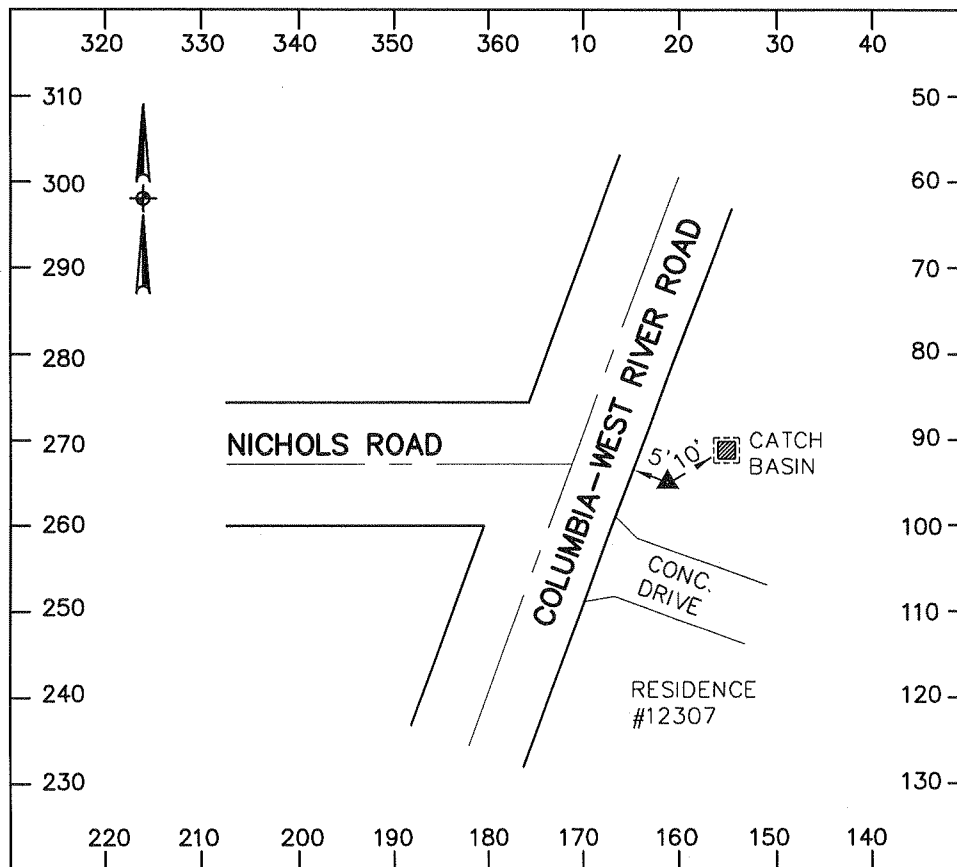 320 330 340 350 360 10 20 30 40
310 50
300 60
290 70
280 80
270 90
260 100
250 110
240 120
230 130
220 210 200 190 180 170 160 150 140
COLUMBIA-WEST RIVER ROAD
NICHOLS ROAD
5' 10'
CATCH
BASIN
CONC.
DRIVE
RESIDENCE
#12307